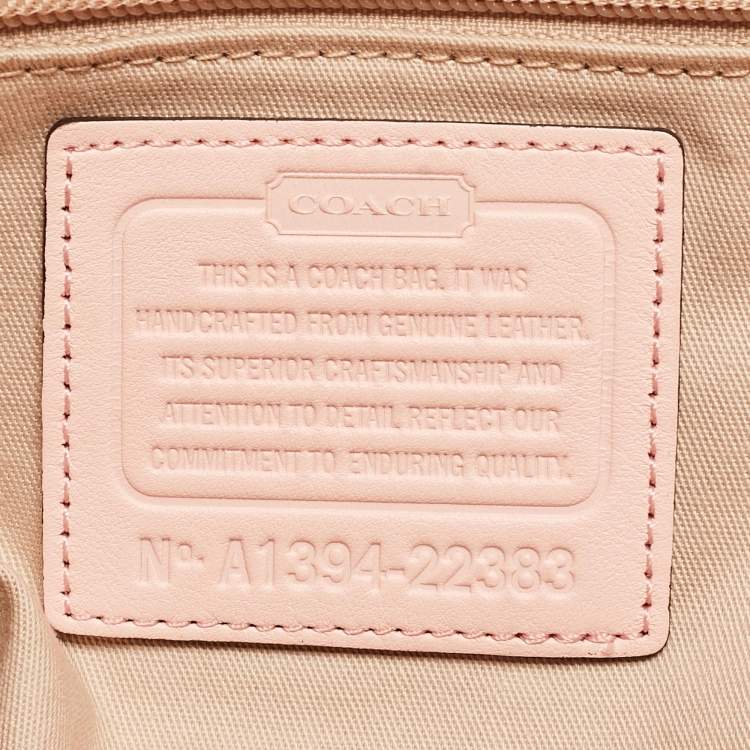 COACH
THIS IS A COACH BAG. IT WAS
HANDCRAFTED FROM GENUINE LEATHER.
ITS SUPERIOR CRAFTSMANSHIP AND
ATTENTION TO DETAIL REFLECT OUR
COMMITMENT TO ENDURING QUALITY.
Nº. A1394-22383